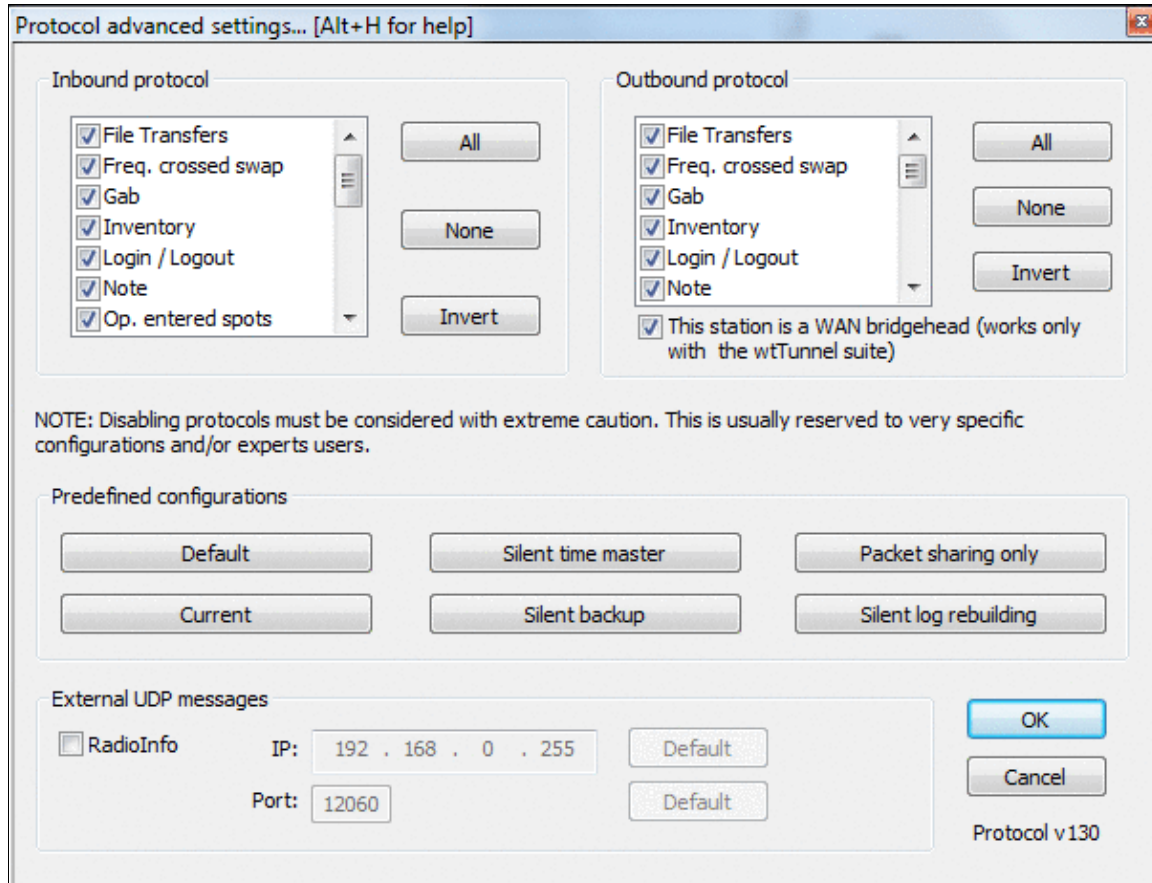 Protocol advanced settings... [Alt+H for help]
Inbound protocol
File Transfers
Freq. crossed swap
Gab
Inventory
Login / Logout
Note
Op. entered spots
All
None
Invert
Outbound protocol
File Transfers
Freq. crossed swap
Gab
Inventory
Login / Logout
Note
All
None
Invert
This station is a WAN bridgehead (works only
with the wtTunnel suite)
NOTE: Disabling protocols must be considered with extreme caution. This is usually reserved to very specific
configurations and/or experts users.
Predefined configurations
Default
Silent time master
Packet sharing only
Current
Silent backup
Silent log rebuilding
External UDP messages
RadioInfo
IP:
192 . 168 . 0 . 255
Default
Port:
12060
Default
OK
Cancel
Protocol v130